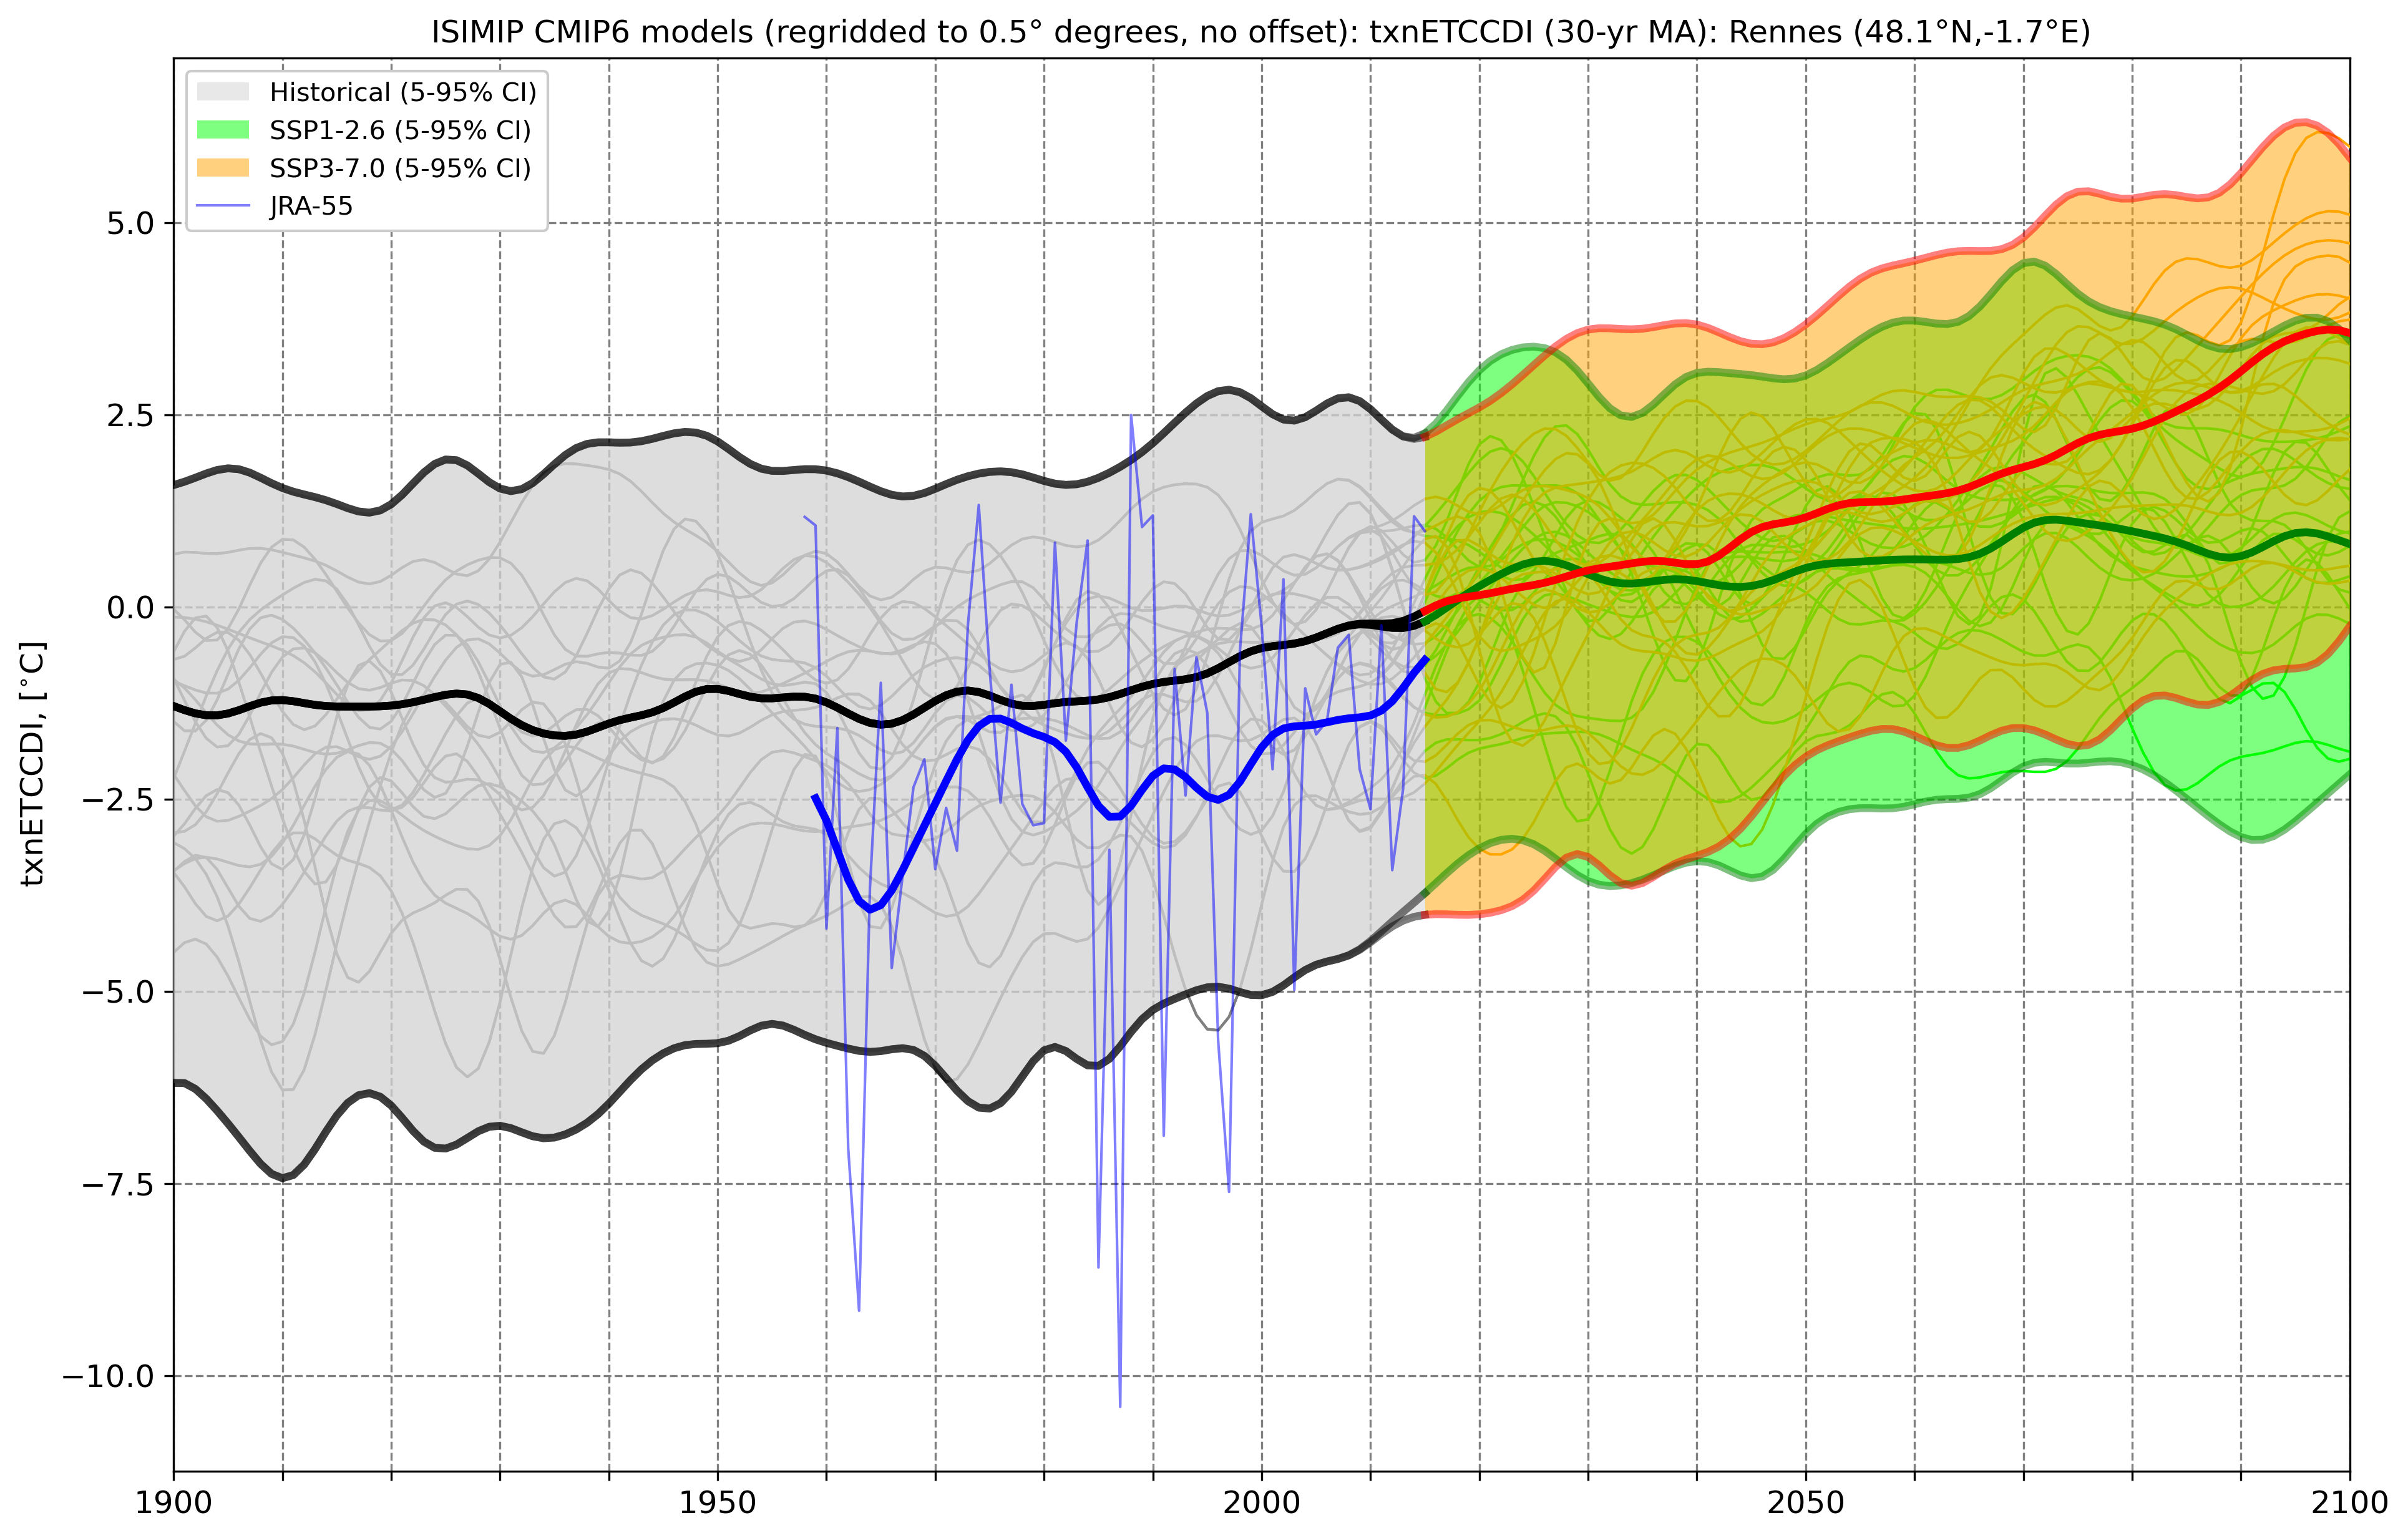 ISIMIP CMIP6 models (regridded to 0.5° degrees, no offset): txnETCCDI (30-yr MA): Rennes (48.1°N,-1.7°E)
Historical (5-95% CI)
SSP1-2.6 (5-95% CI)
SSP3-7.0 (5-95% CI)
JRA-55
txnETCCDI, [°C]
5.0
2.5
0.0
−2.5
−5.0
−7.5
−10.0
1900 1950 2000 2050 2100